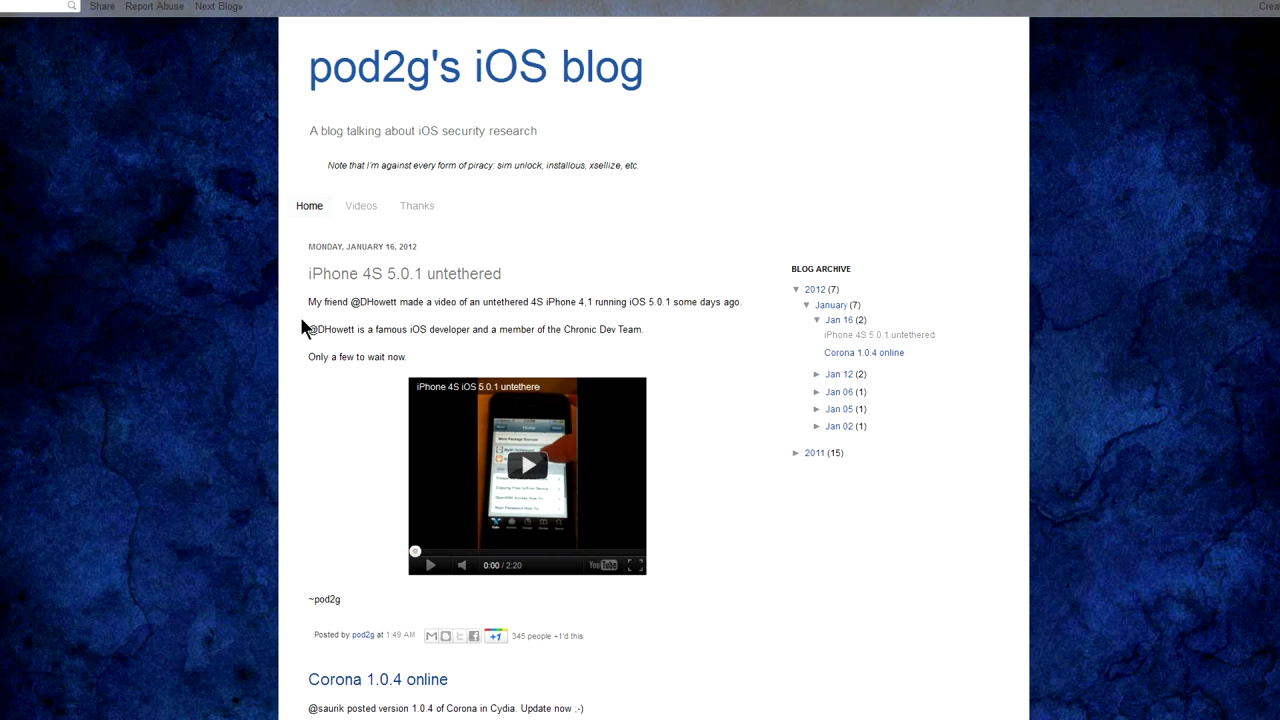 Share Report Abuse Next Blog»
pod2g's iOS blog
A blog talking about iOS security research
Note that I'm against every form of piracy: sim unlock, installous, xsellize, etc.
Home Videos Thanks
MONDAY, JANUARY 16, 2012
iPhone 4S 5.0.1 untethered
My friend @DHowett made a video of an untethered 4S iPhone 4,1 running iOS 5.0.1 some days ago.
@DHowett is a famous iOS developer and a member of the Chronic Dev Team.
Only a few to wait now.
iPhone 4S iOS 5.0.1 untethere
Home
More Package Sources
0:00 / 2:20 YouTube
~pod2g
Posted by pod2g at 1:49 AM
+1 345 people +1'd this
Corona 1.0.4 online
@saurik posted version 1.0.4 of Corona in Cydia. Update now ;-)
BLOG ARCHIVE
▼ 2012 (7)
▼ January (7)
▼ Jan 16 (2)
iPhone 4S 5.0.1 untethered
Corona 1.0.4 online
► Jan 12 (2)
► Jan 06 (1)
► Jan 05 (1)
► Jan 02 (1)
► 2011 (15)